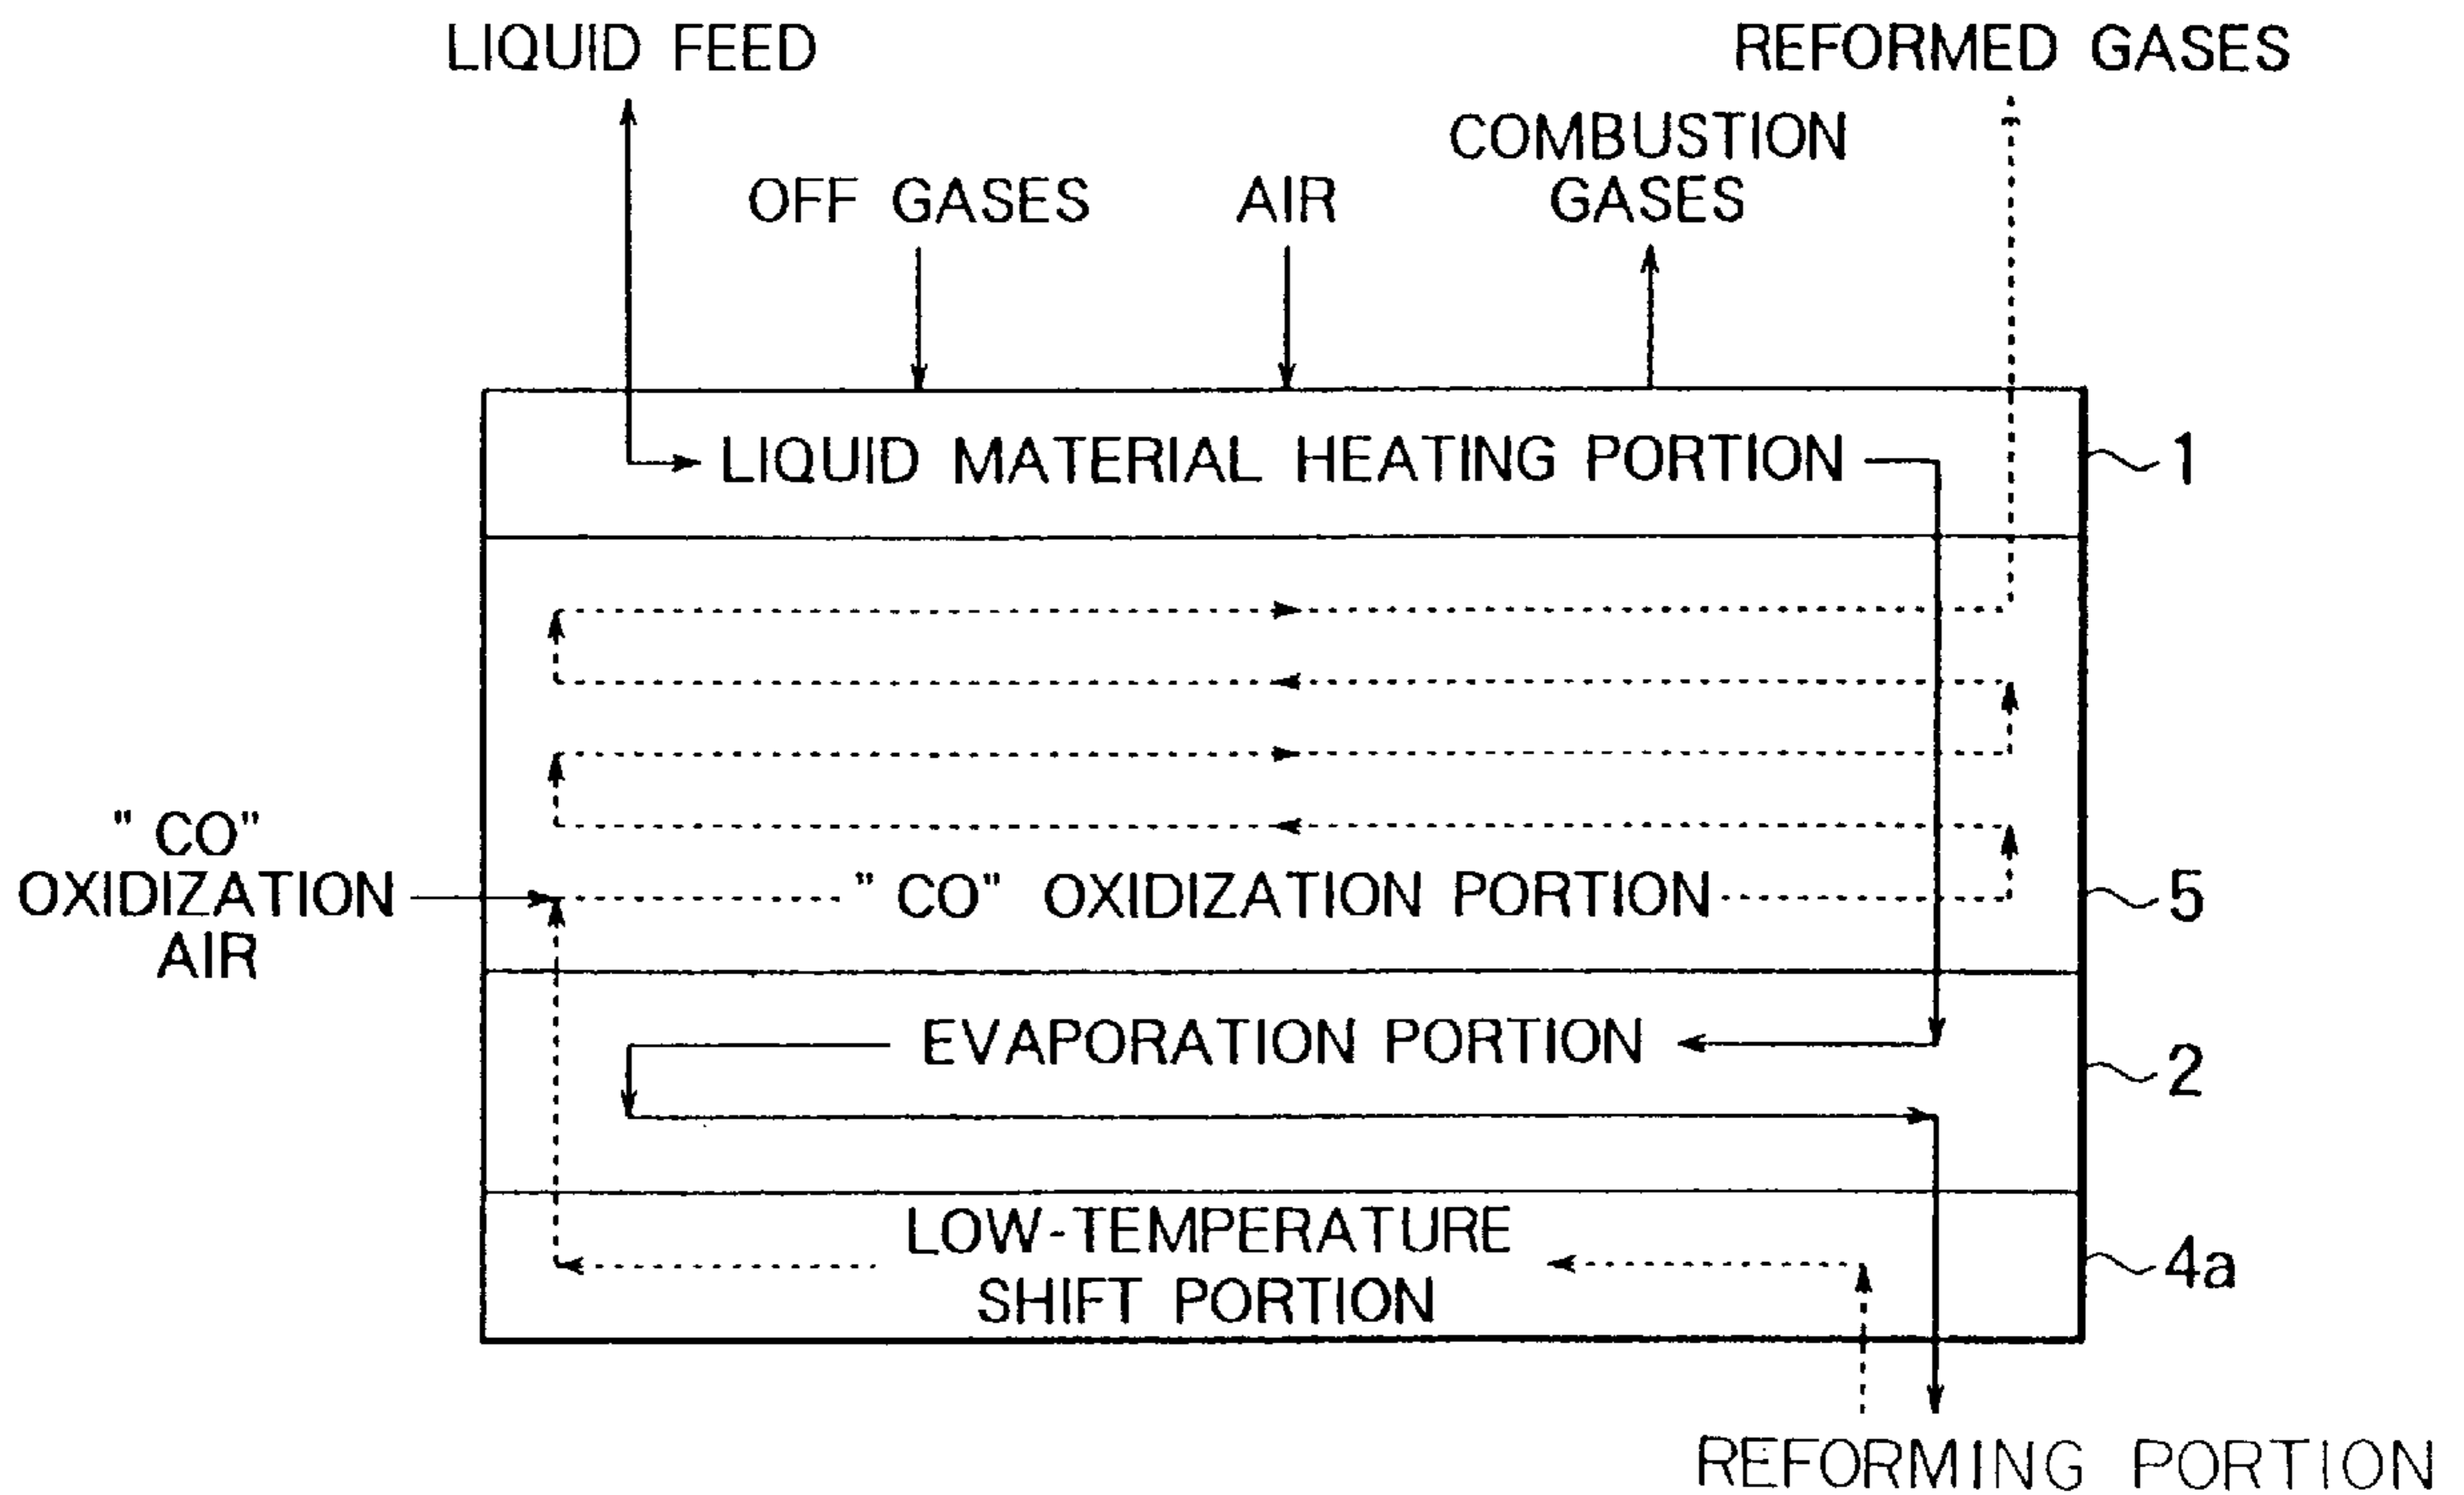 LIQUID FEED
REFORMED GASES
COMBUSTION
GASES
OFF GASES
AIR
LIQUID MATERIAL HEATING PORTION
1
" CO"
OXIDIZATION
AIR
" CO" OXIDIZATION PORTION
5
EVAPORATION PORTION
2
LOW-TEMPERATURE
SHIFT PORTION
4a
REFORMING PORTION